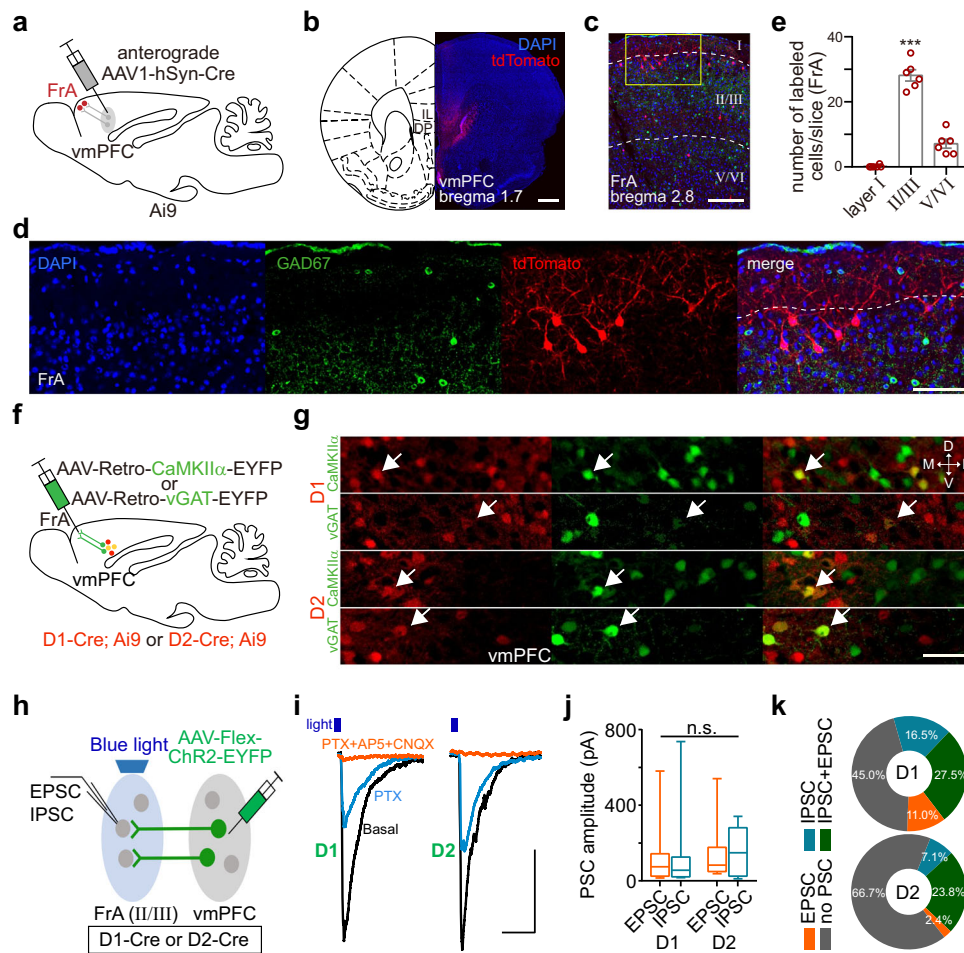 a
anterograde
AAV1-hSyn-Cre
FrA
vmPFC
Ai9
b
DAPI
tdTomato
IL
DP
vmPFC
bregma 1.7
c
I
II/III
V/VI
FrA
bregma 2.8
e
number of labeled
cells/slice (FrA)
40
20
0
***
layer I
II/III
V/VI
d
DAPI
GAD67
tdTomato
merge
FrA
f
AAV-Retro-CaMKIIα-EYFP
or
AAV-Retro-vGAT-EYFP
FrA
vmPFC
D1-Cre; Ai9 or D2-Cre; Ai9
g
D1
CaMKIIα
vGAT
D2
CaMKIIα
vGAT
D
M
V
vmPFC
h
Blue light
AAV-Flex-
ChR2-EYFP
EPSC
IPSC
FrA (II/III)
vmPFC
D1-Cre or D2-Cre
i
light
PTX+AP5+CNQX
PTX
Basal
D1
D2
j
PSC amplitude (pA)
800
400
0
n.s.
EPSC
IPSC
EPSC
IPSC
D1
D2
k
IPSC
IPSC+EPSC
EPSC
no PSC
16.5%
45.0%
D1
27.5%
11.0%
7.1%
66.7%
D2
23.8%
2.4%